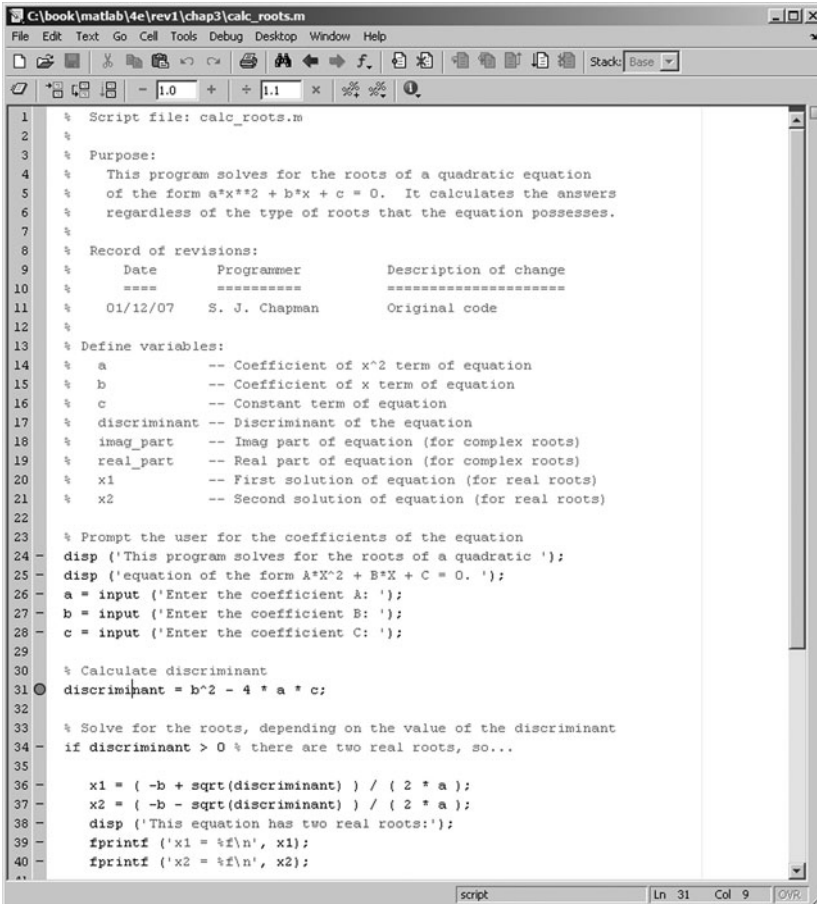 C:\book\matlab\4e\rev1\chap3\calc_roots.m
File Edit Text Go Cell Tools Debug Desktop Window Help
Stack: Base
- 1.0 + ÷ 1.1 ×
1 % Script file: calc_roots.m
2 %
3 % Purpose:
4 % This program solves for the roots of a quadratic equation
5 % of the form a*x**2 + b*x + c = 0. It calculates the answers
6 % regardless of the type of roots that the equation possesses.
7 %
8 % Record of revisions:
9 % Date Programmer Description of change
10 % ==== ========== =====================
11 % 01/12/07 S. J. Chapman Original code
12 %
13 % Define variables:
14 % a -- Coefficient of x^2 term of equation
15 % b -- Coefficient of x term of equation
16 % c -- Constant term of equation
17 % discriminant -- Discriminant of the equation
18 % imag_part -- Imag part of equation (for complex roots)
19 % real_part -- Real part of equation (for complex roots)
20 % x1 -- First solution of equation (for real roots)
21 % x2 -- Second solution of equation (for real roots)
22
23 % Prompt the user for the coefficients of the equation
24 - disp ('This program solves for the roots of a quadratic ');
25 - disp ('equation of the form A*X^2 + B*X + C = 0. ');
26 - a = input ('Enter the coefficient A: ');
27 - b = input ('Enter the coefficient B: ');
28 - c = input ('Enter the coefficient C: ');
29
30 % Calculate discriminant
31 discriminant = b^2 - 4 * a * c;
32
33 % Solve for the roots, depending on the value of the discriminant
34 - if discriminant > 0 % there are two real roots, so...
35
36 - x1 = ( -b + sqrt(discriminant) ) / ( 2 * a );
37 - x2 = ( -b - sqrt(discriminant) ) / ( 2 * a );
38 - disp ('This equation has two real roots:');
39 - fprintf ('x1 = %f\n', x1);
40 - fprintf ('x2 = %f\n', x2);
script Ln 31 Col 9 OVR